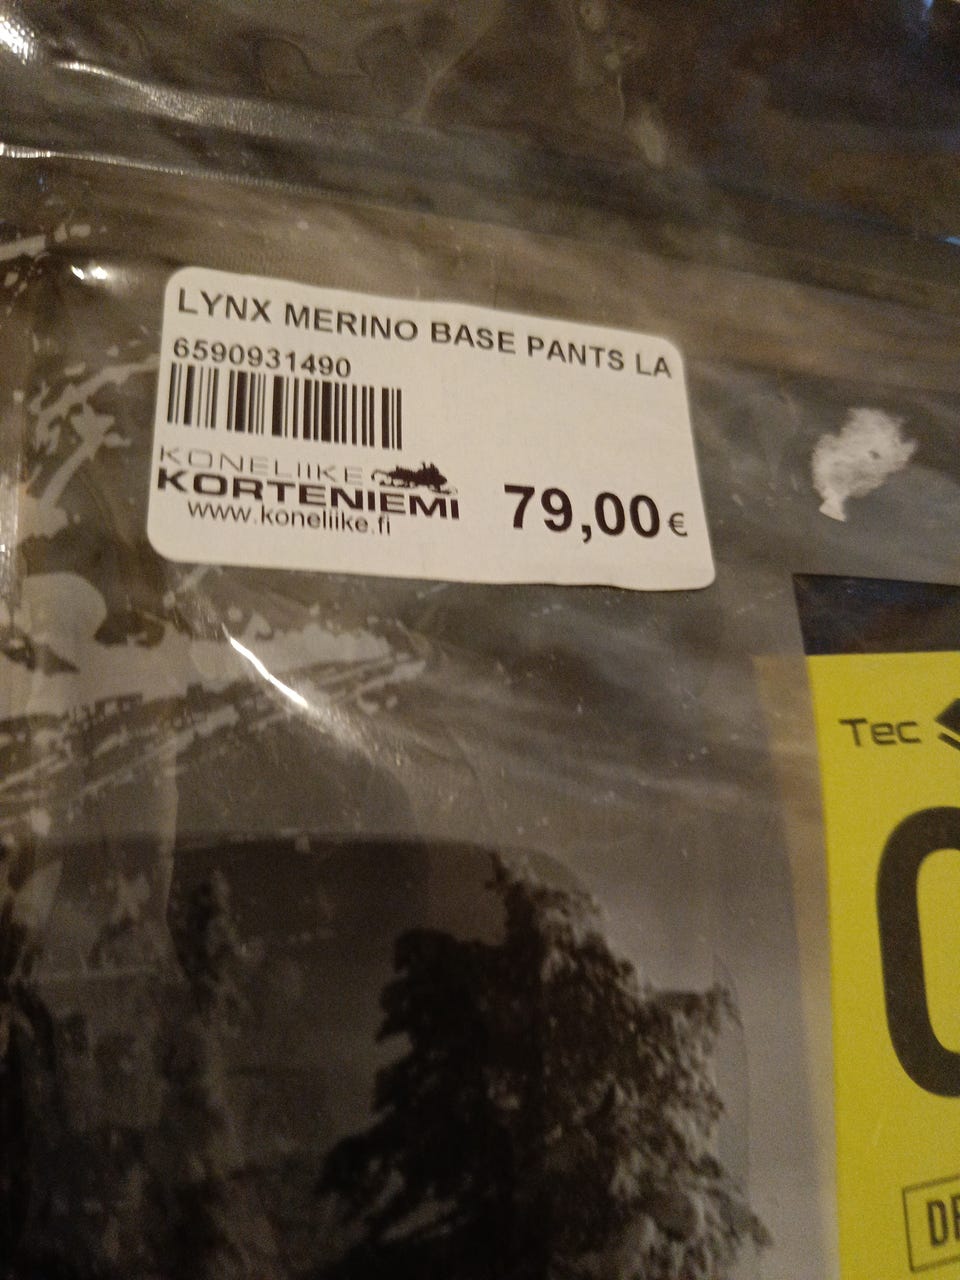 LYNX MERINO BASE PANTS LA
6590931490
KONELIIKE
KORTENIEMI
www.koneliike.fi
79,00€
Tec